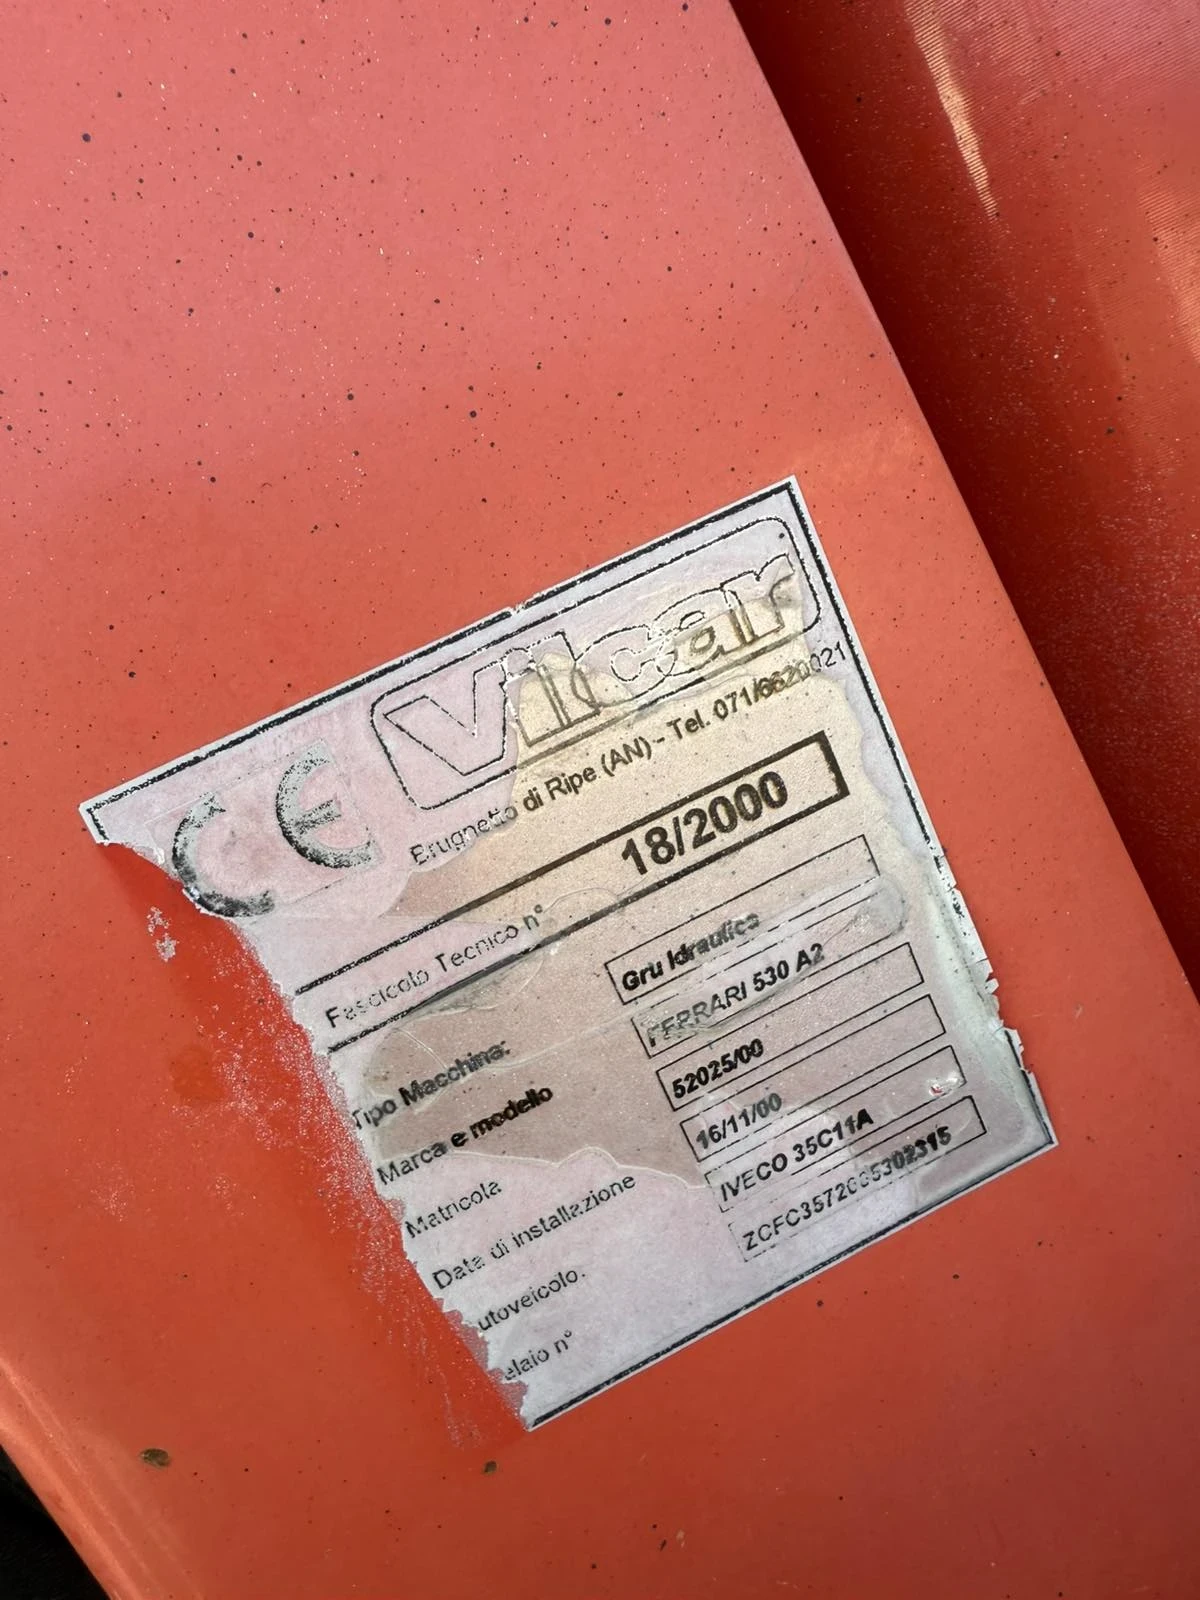 CE
vilcar
Brugnetto di Ripe (AN) - Tel. 071/6620021
Fascicolo Tecnico n° 18/2000
Tipo Macchina: Gru Idraulica
Marca e modello FERRARI 530 A2
Matricola 52025/00
Data di installazione 16/11/00
utoveicolo. IVECO 35C11A
elaio n°